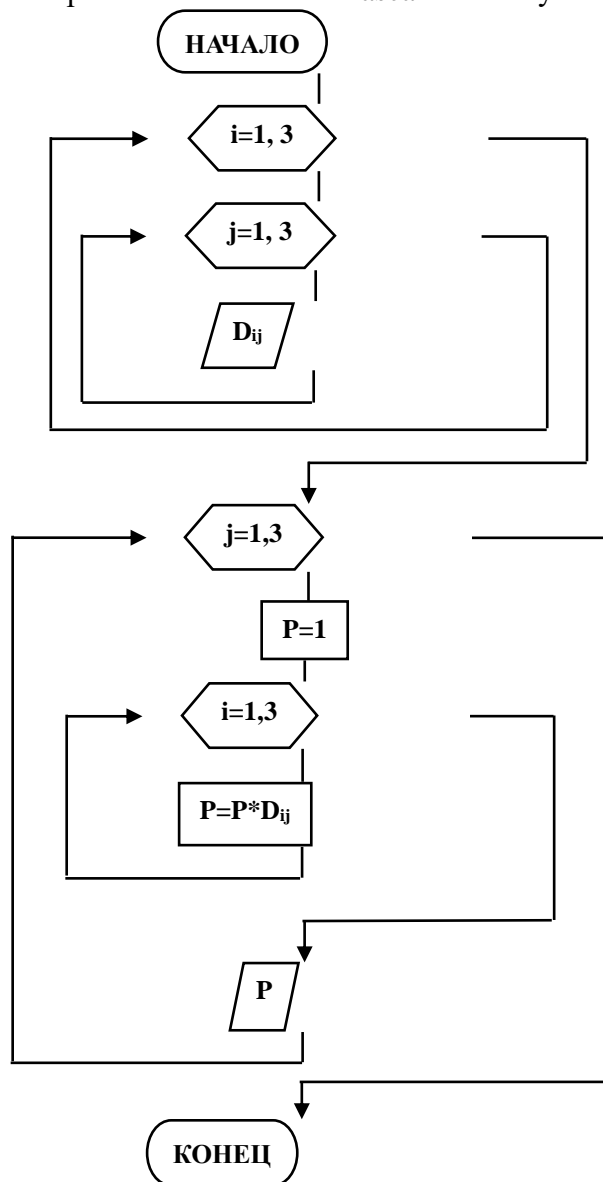 НАЧАЛО
i=1, 3
j=1, 3
Dij
j=1,3
P=1
i=1,3
P=P*Dij
P
КОНЕЦ